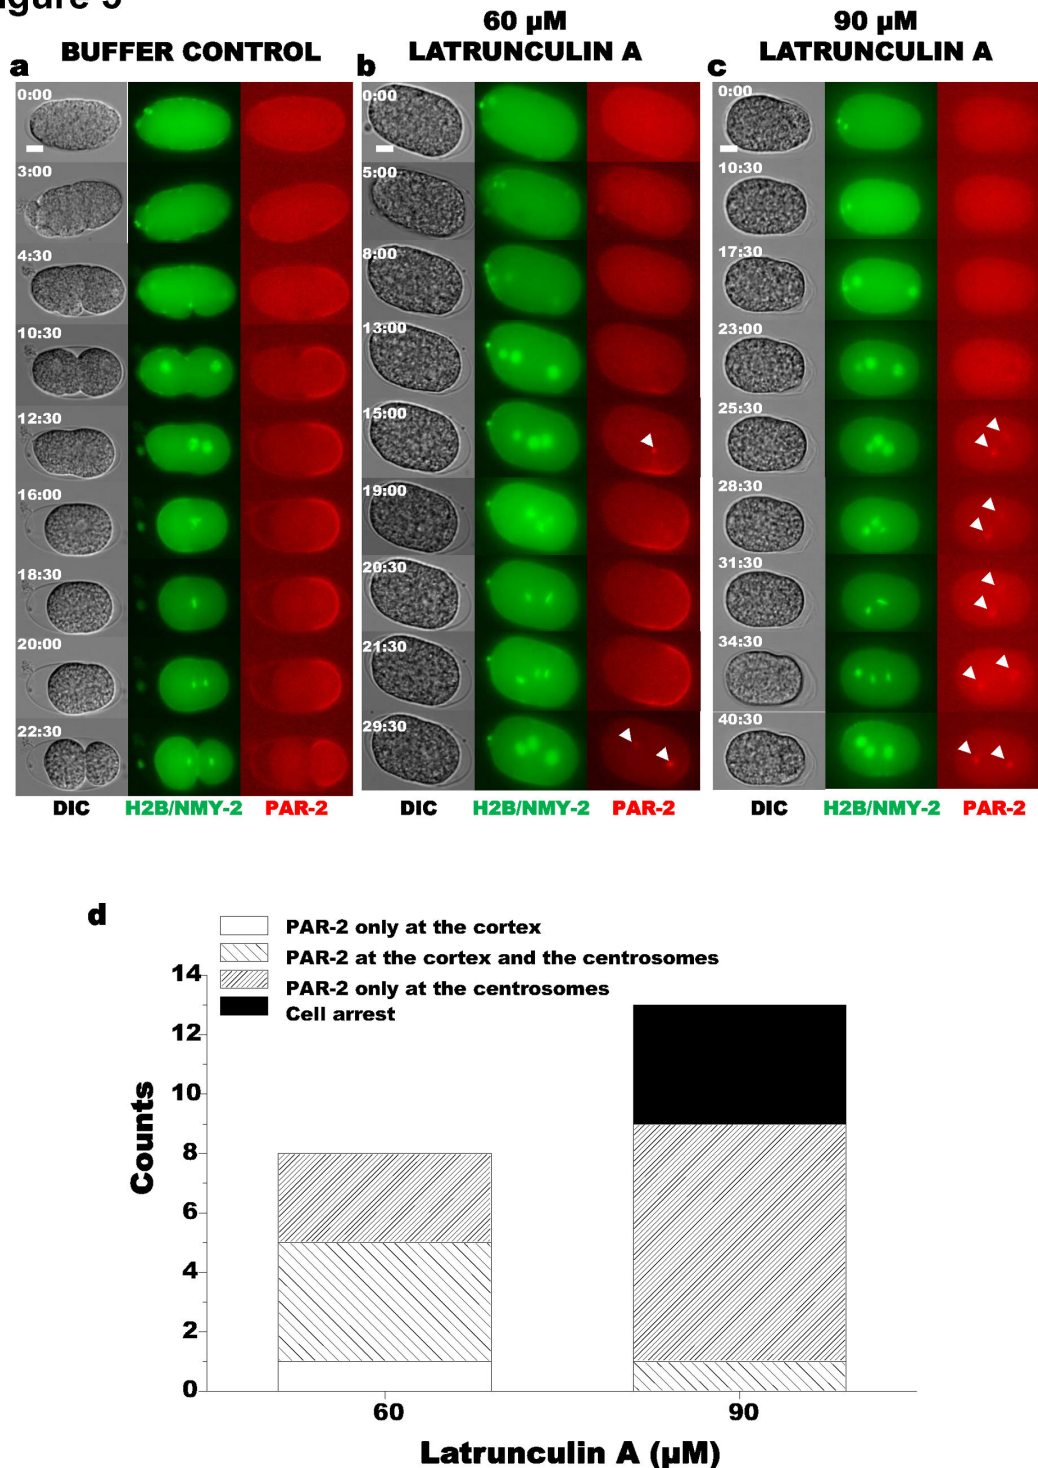 60 µM
90 µM
BUFFER CONTROL
LATRUNCULIN A
LATRUNCULIN A
a
b
c
0:00
3:00
4:30
10:30
12:30
16:00
18:30
20:00
22:30
DIC
H2B/NMY-2
PAR-2
0:00
5:00
8:00
13:00
15:00
19:00
20:30
21:30
29:30
DIC
H2B/NMY-2
PAR-2
0:00
10:30
17:30
23:00
25:30
28:30
31:30
34:30
40:30
DIC
H2B/NMY-2
PAR-2
d
PAR-2 only at the cortex
PAR-2 at the cortex and the centrosomes
PAR-2 only at the centrosomes
Cell arrest
14
12
10
8
6
4
2
0
Counts
60
90
Latrunculin A (µM)